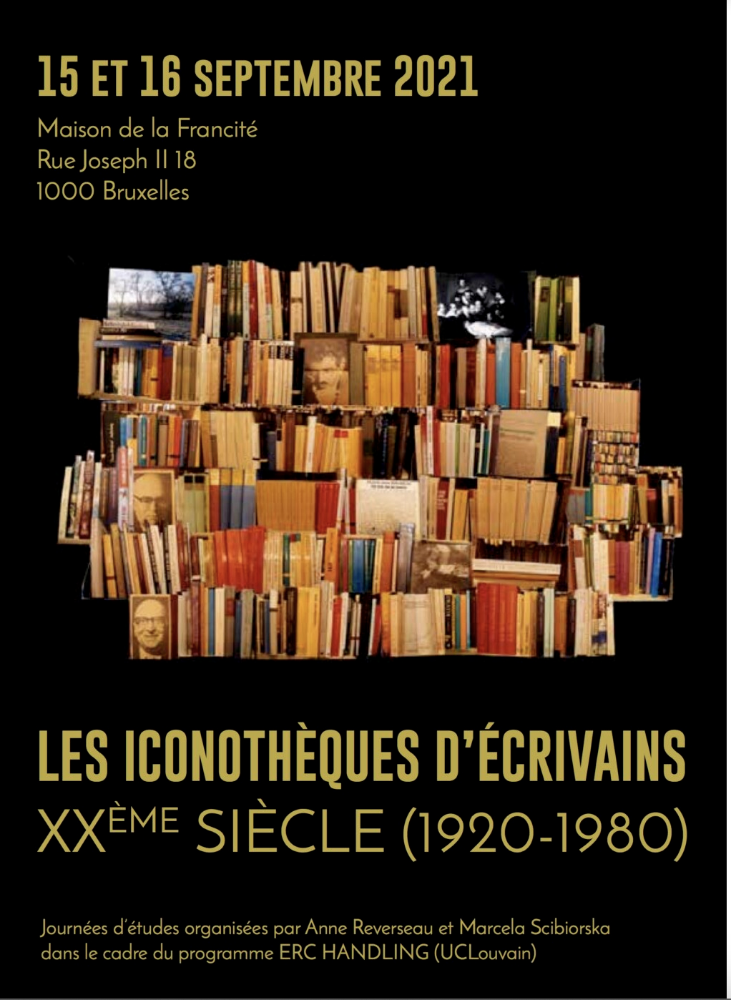 15 ET 16 SEPTEMBRE 2021
Maison de la Francité
Rue Joseph II 18
1000 Bruxelles
LES ICONOTHÈQUES D'ÉCRIVAINS
XXÈME SIÈCLE (1920-1980)
Journées d'études organisées par Anne Reverseau et Marcela Scibiorska
dans le cadre du programme ERC HANDLING (UCLouvain)